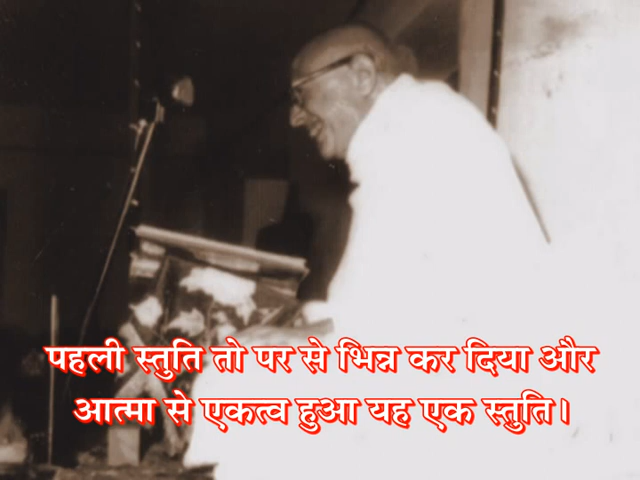 पहली स्तुति तो पर से भिन्न कर दिया और
आत्मा से एकत्व हुआ यह एक स्तुति।